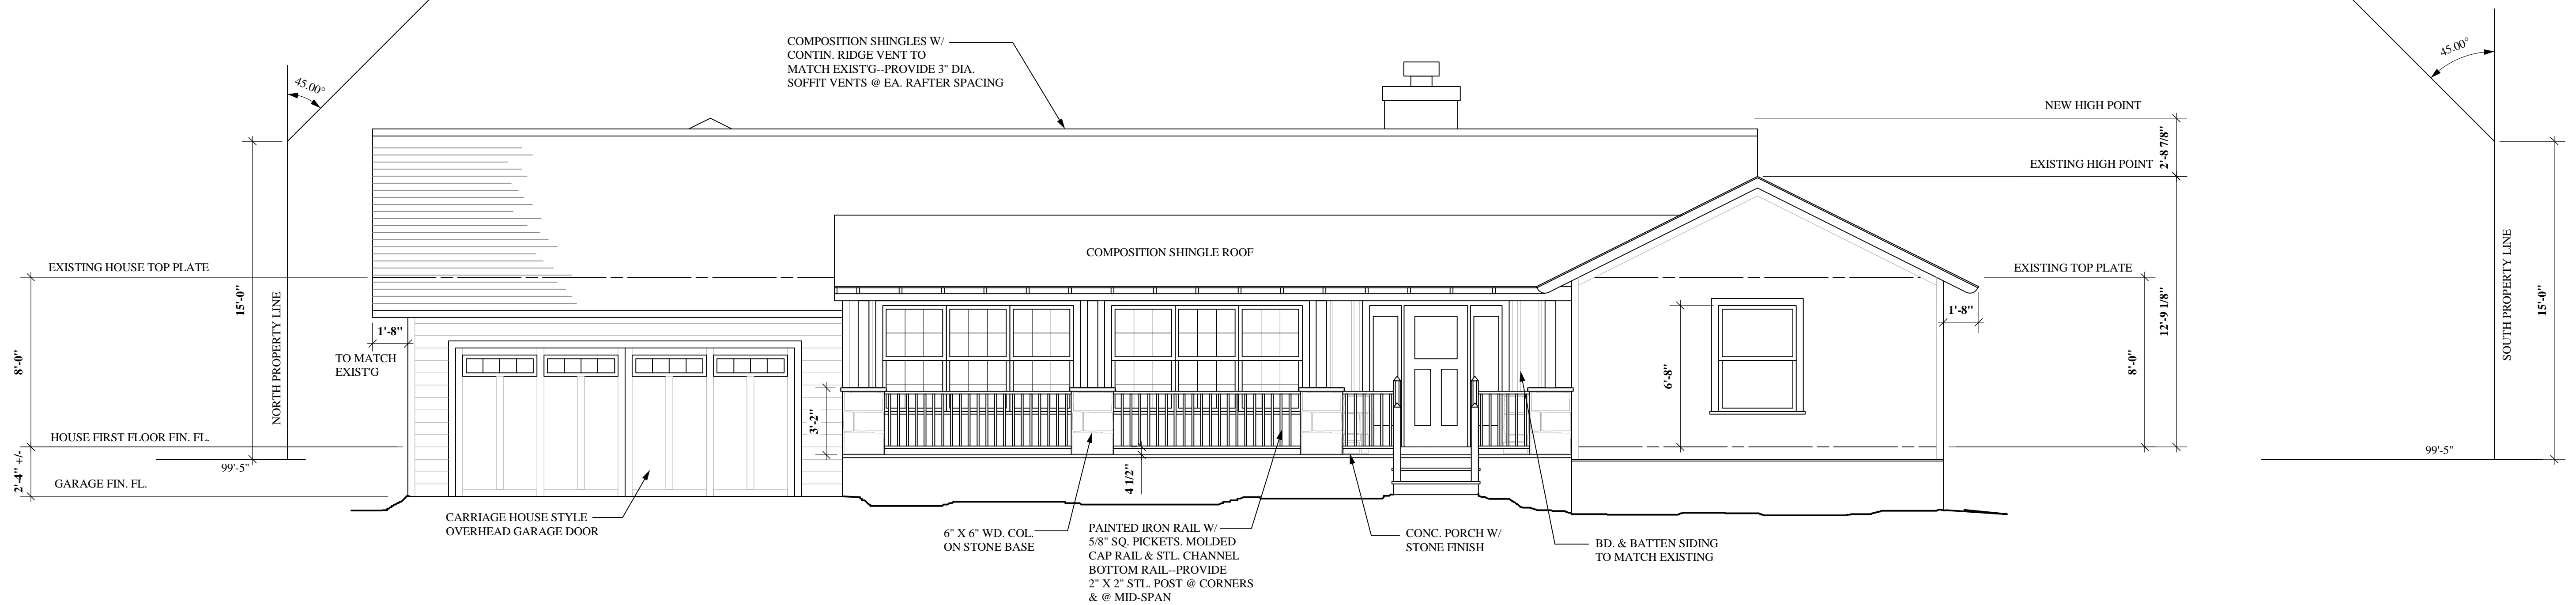 COMPOSITION SHINGLES W/
CONTIN. RIDGE VENT TO
MATCH EXIST'G--PROVIDE 3" DIA.
SOFFIT VENTS @ EA. RAFTER SPACING
45.00°
45.00°
NEW HIGH POINT
2'-8 7/8"
EXISTING HIGH POINT
COMPOSITION SHINGLE ROOF
EXISTING HOUSE TOP PLATE
EXISTING TOP PLATE
15'-0"
NORTH PROPERTY LINE
1'-8"
TO MATCH
EXIST'G
8'-0"
HOUSE FIRST FLOOR FIN. FL.
99'-5"
2'-4" +/-
GARAGE FIN. FL.
3'-2"
4 1/2"
6'-8"
1'-8"
8'-0"
12'-9 1/8"
SOUTH PROPERTY LINE
15'-0"
99'-5"
CARRIAGE HOUSE STYLE
OVERHEAD GARAGE DOOR
6" X 6" WD. COL.
ON STONE BASE
PAINTED IRON RAIL W/
5/8" SQ. PICKETS. MOLDED
CAP RAIL & STL. CHANNEL
BOTTOM RAIL--PROVIDE
2" X 2" STL. POST @ CORNERS
& @ MID-SPAN
CONC. PORCH W/
STONE FINISH
BD. & BATTEN SIDING
TO MATCH EXISTING